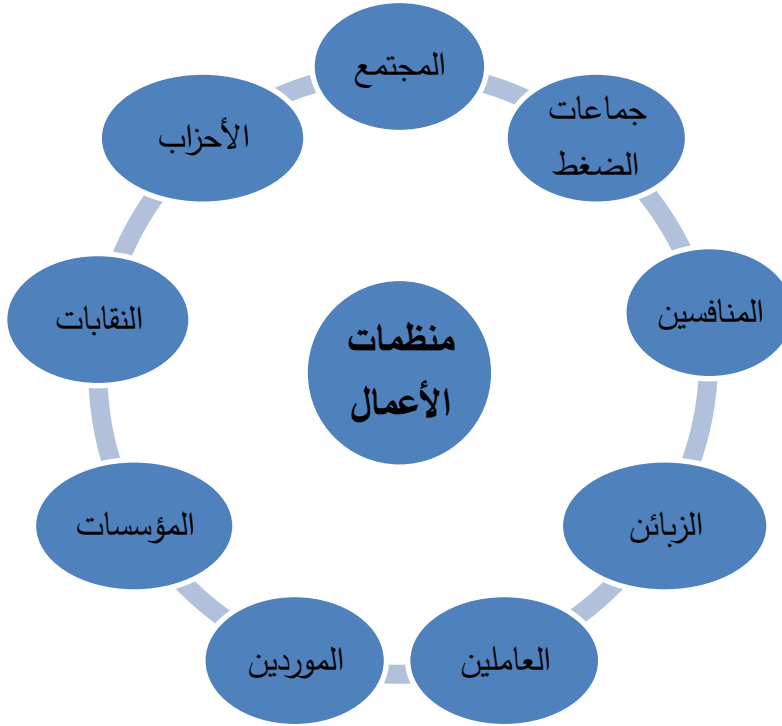 المجتمع
جماعات
الضغط
المنافسين
الزبائن
العاملين
الموردين
المؤسسات
النقابات
الأحزاب
منظمات
الأعمال